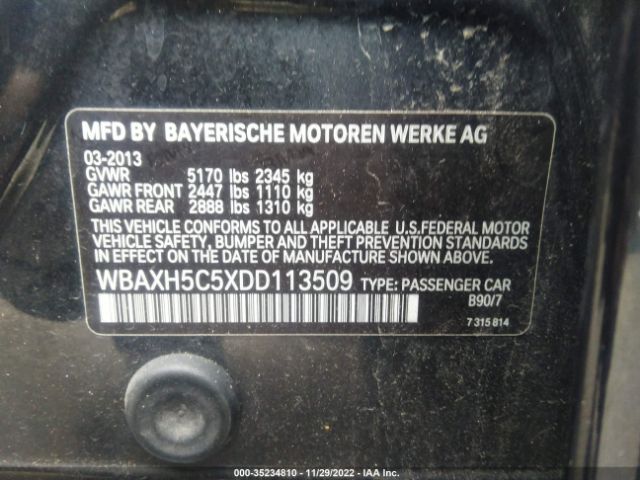 MFD BY BAYERISCHE MOTOREN WERKE AG
03-2013
GVWR 5170 lbs 2345 kg
GAWR FRONT 2447 lbs 1110 kg
GAWR REAR 2888 lbs 1310 kg
THIS VEHICLE CONFORMS TO ALL APPLICABLE U.S.FEDERAL MOTOR
VEHICLE SAFETY, BUMPER AND THEFT PREVENTION STANDARDS
IN EFFECT ON THE DATE OF MANUFACTURE SHOWN ABOVE.
WBAXH5C5XDD113509 TYPE: PASSENGER CAR
B90/7
7 315 814
000-35234810 - 11/29/2022 - IAA Inc.